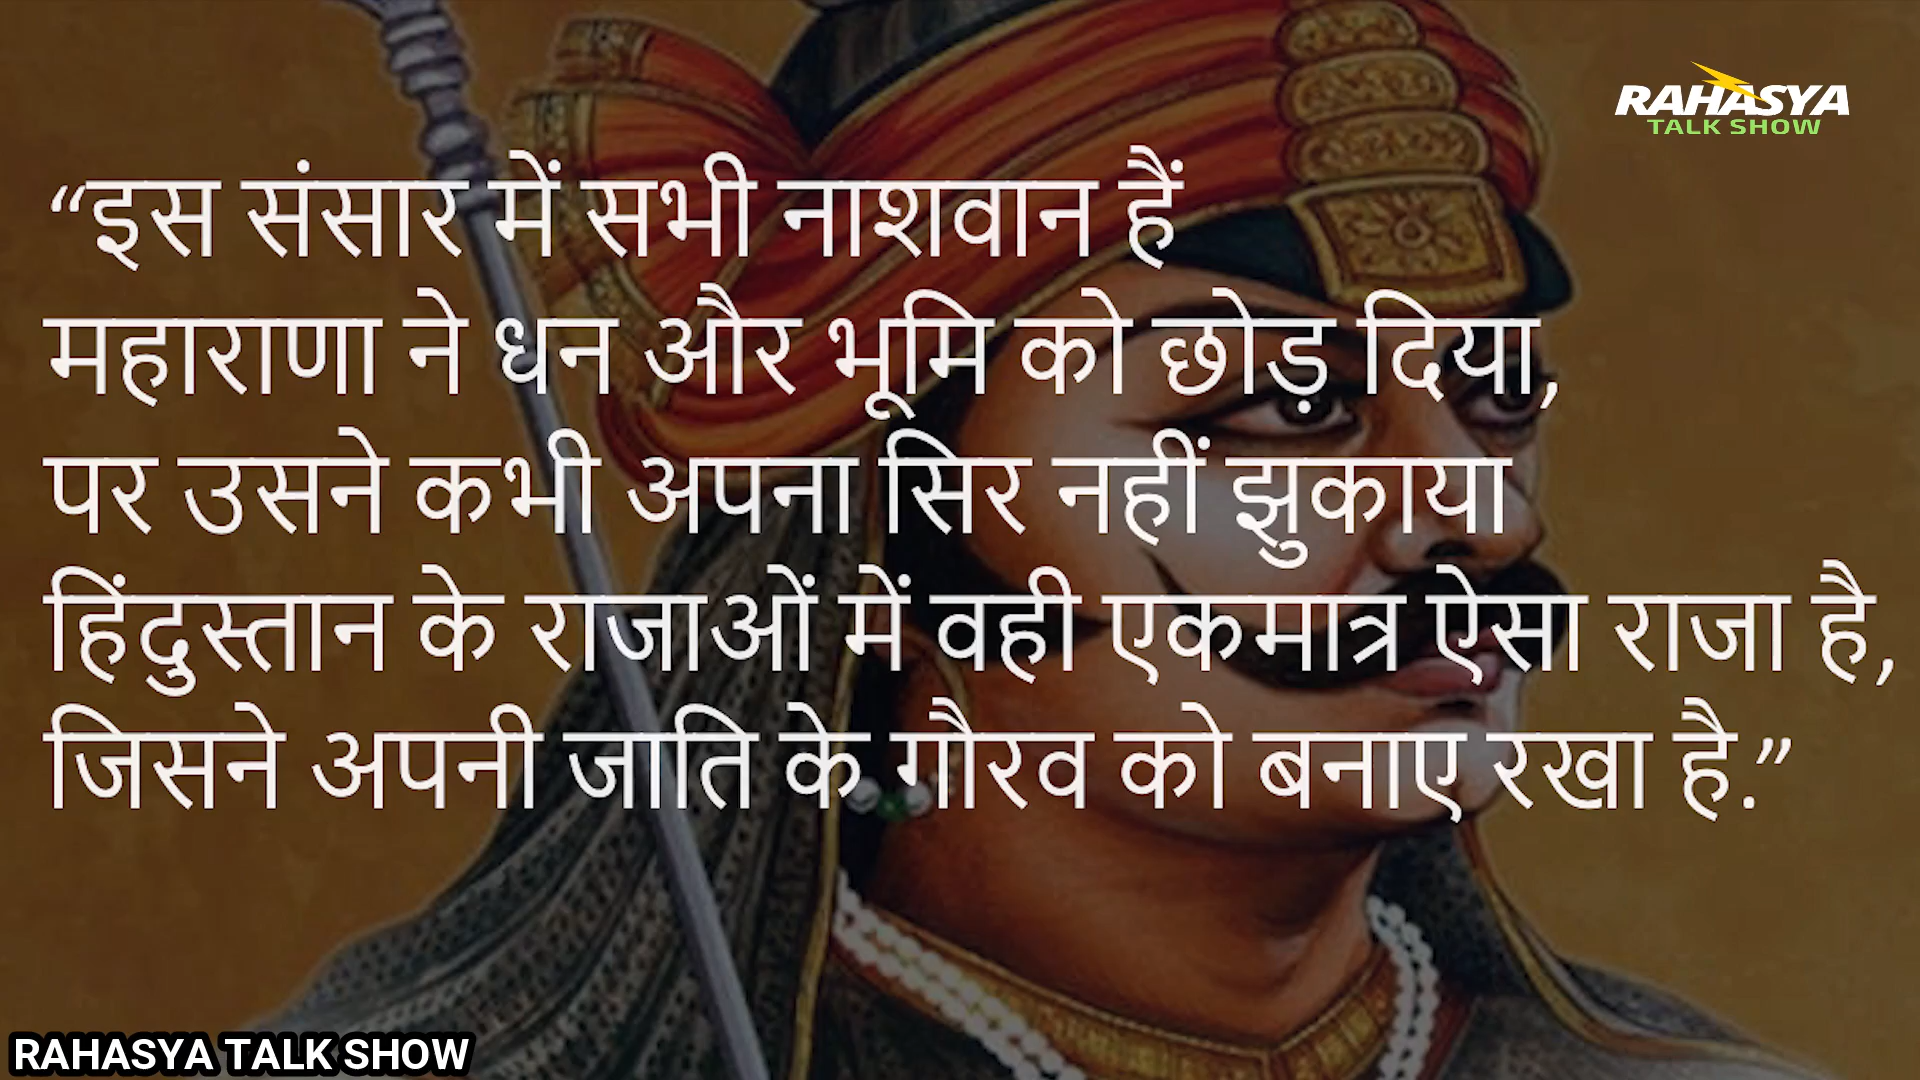 RAHASYA
TALK SHOW
“इस संसार में सभी नाशवान हैं
महाराणा ने धन और भूमि को छोड़ दिया,
पर उसने कभी अपना सिर नहीं झुकाया
हिंदुस्तान के राजाओं में वही एकमात्र ऐसा राजा है,
जिसने अपनी जाति के गौरव को बनाए रखा है.”
RAHASYA TALK SHOW